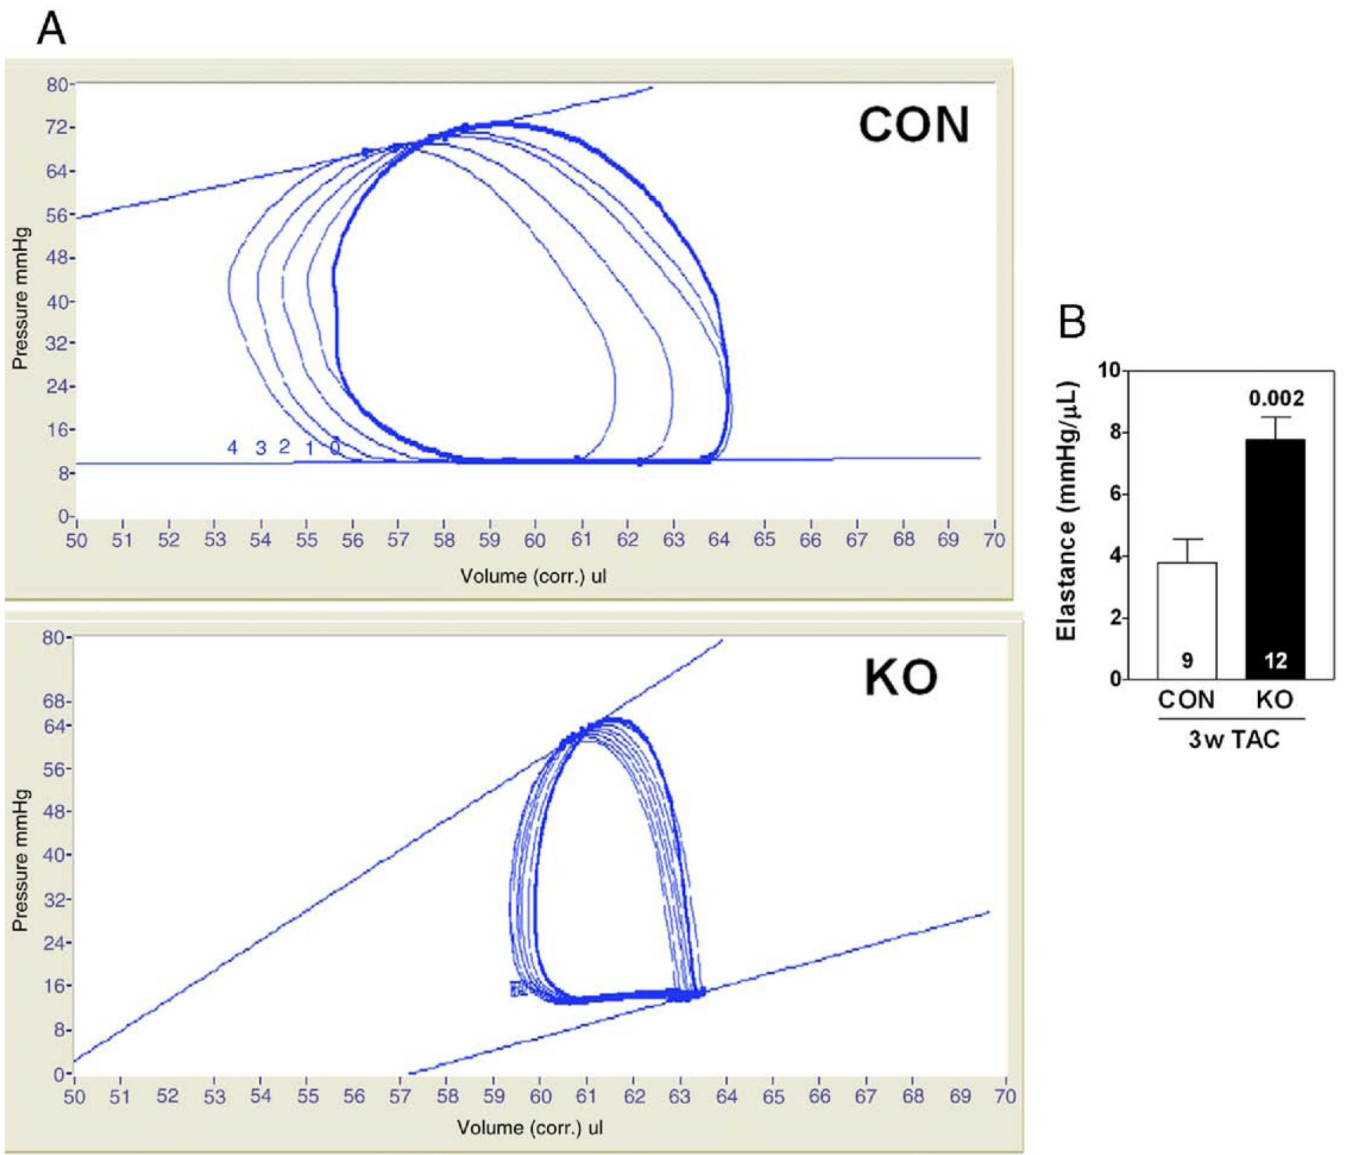 A
CON
80
72
64
56
48
40
32
24
16
8
0
Pressure mmHg
4 3 2 1 0
50 51 52 53 54 55 56 57 58 59 60 61 62 63 64 65 66 67 68 69 70
Volume (corr.) ul
KO
80
68
64
56
48
40
32
24
16
8
0
Pressure mmHg
50 51 52 53 54 55 56 57 58 59 60 61 62 63 64 65 66 67 68 69 70
Volume (corr.) ul
B
Elastance (mmHg/μL)
10
8
6
4
2
0
0.002
9 12
CON KO
3w TAC